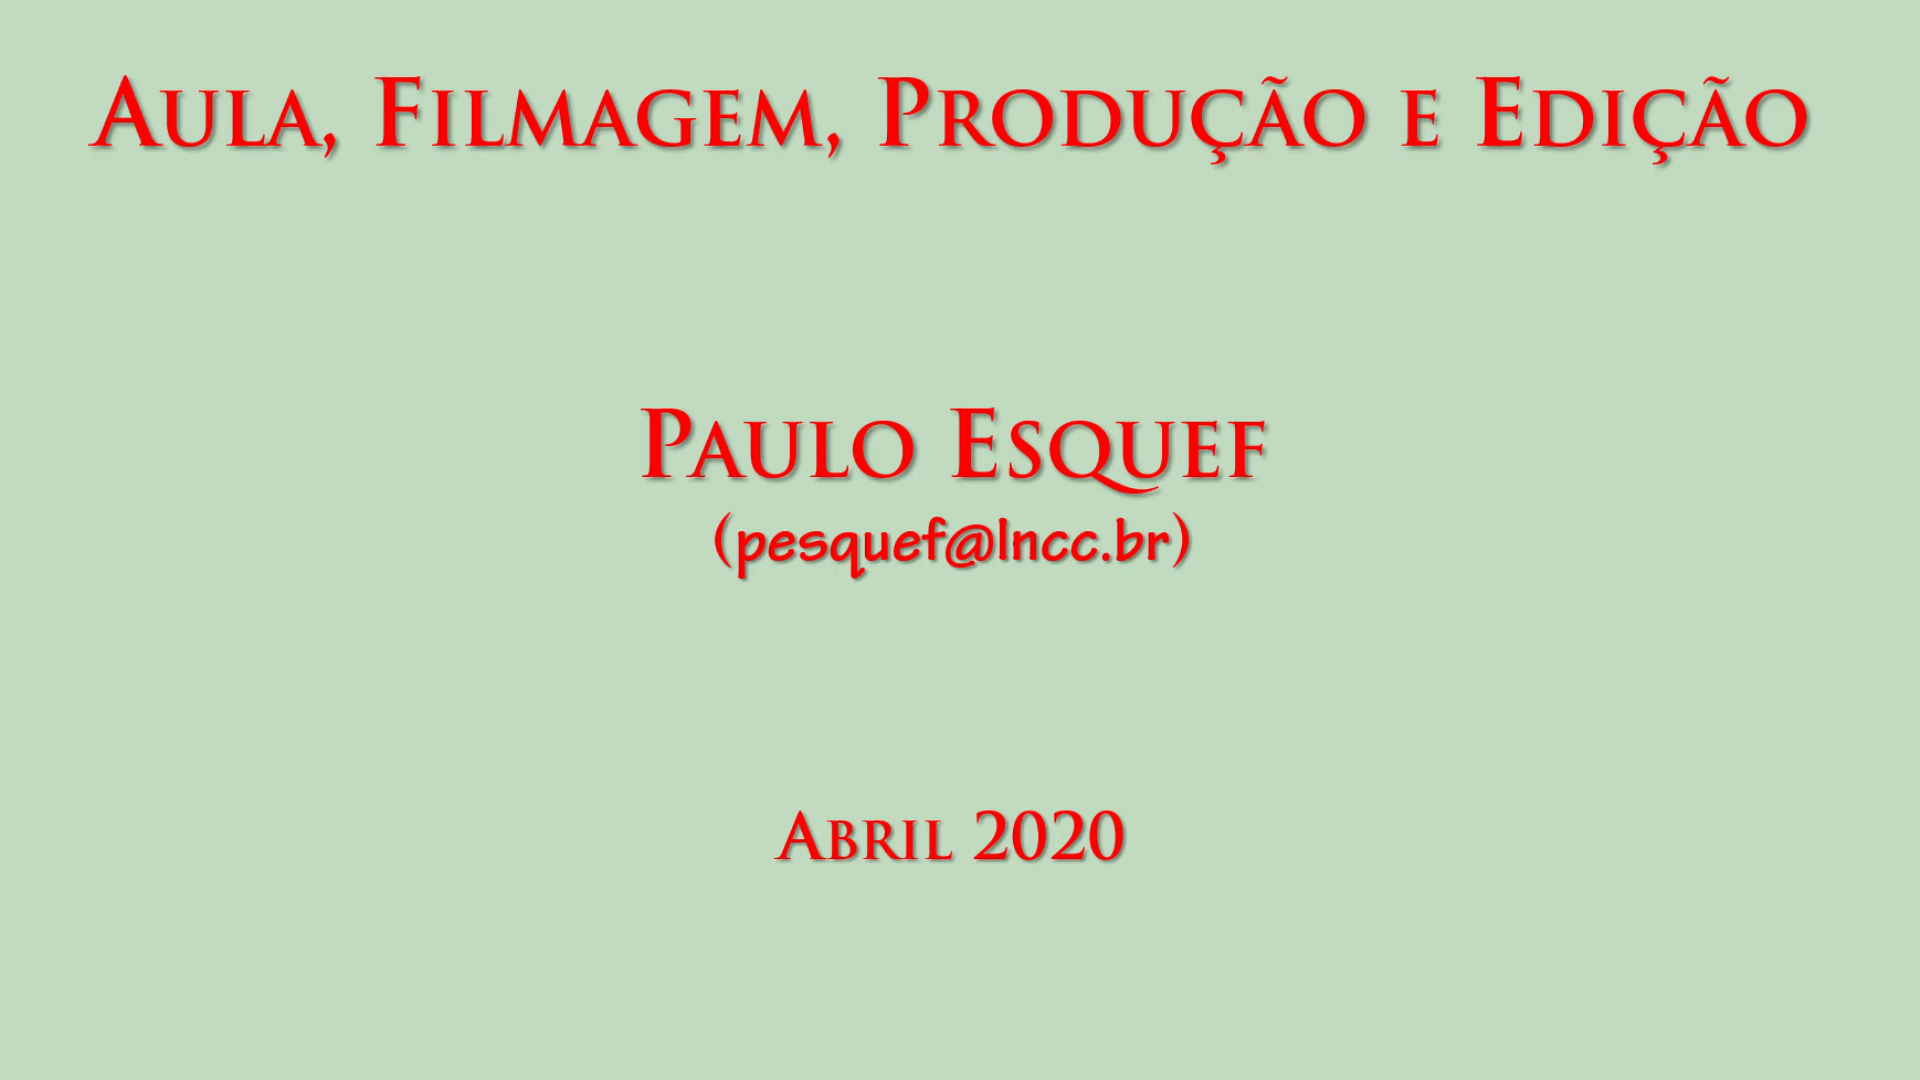 Aula, Filmagem, Produção e Edição
Paulo Esquef
(pesquef@lncc.br)
Abril 2020